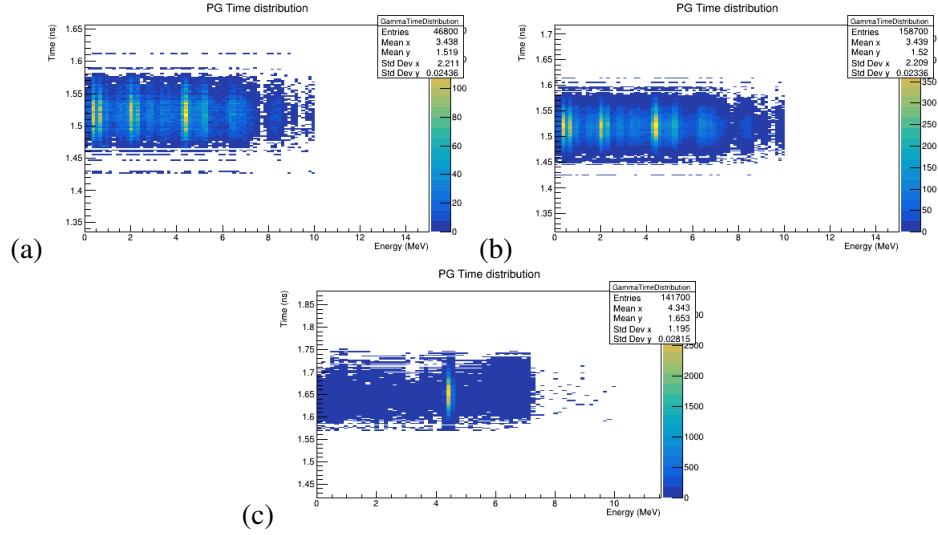 PG Time distribution
Time (ns)
GammaTimeDistribution
Entries 46800
Mean x 3.438
Mean y 1.519
Std Dev x 2.211
Std Dev y 0.02436
1.65
1.6
1.55
1.5
1.45
1.4
1.35
0 2 4 6 8 10 12 14
Energy (MeV)
100
80
60
40
20
0
(a)
PG Time distribution
Time (ns)
GammaTimeDistribution
Entries 158700
Mean x 3.439
Mean y 1.52
Std Dev x 2.209
Std Dev y 0.02336
1.7
1.65
1.6
1.55
1.5
1.45
1.4
1.35
0 2 4 6 8 10 12 14
Energy (MeV)
350
300
250
200
150
100
50
0
(b)
PG Time distribution
Time (ns)
GammaTimeDistribution
Entries 141700
Mean x 4.343
Mean y 1.653
Std Dev x 1.195
Std Dev y 0.02815
1.85
1.8
1.75
1.7
1.65
1.6
1.55
1.5
1.45
0 2 4 6 8 10
Energy (MeV)
2500
2000
1500
1000
500
0
(c)